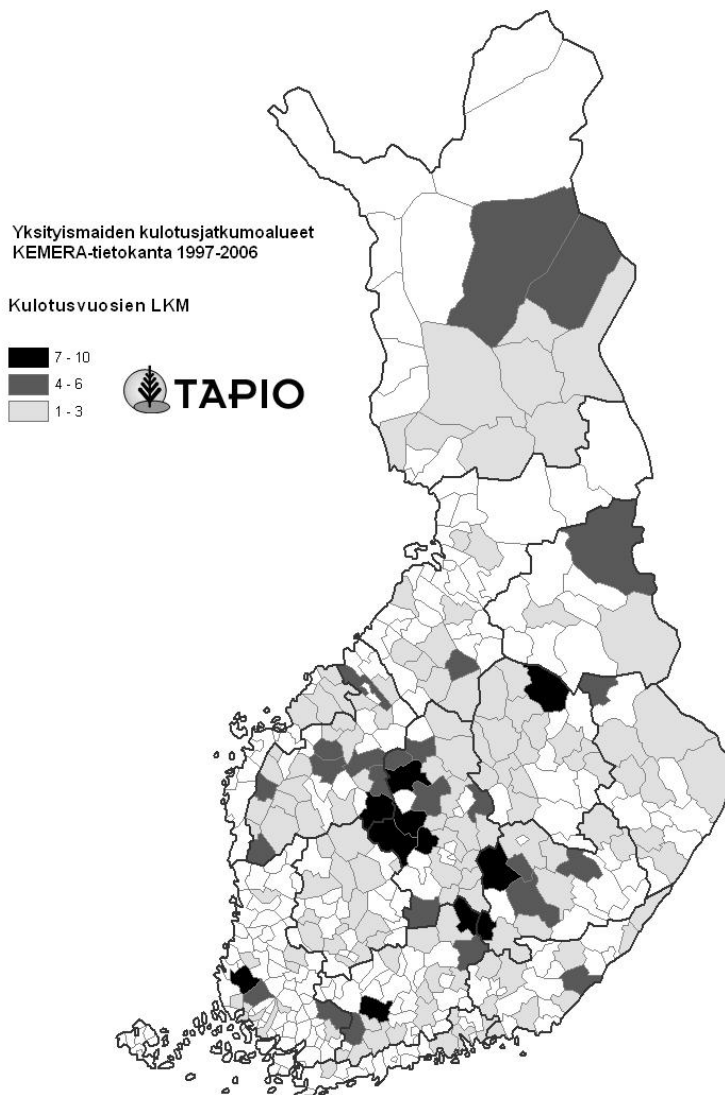 Yksityismaiden kulotusjatkumoalueet
KEMERA-tietokanta 1997-2006
Kulotusvuosien LKM
7 - 10
4 - 6
1 - 3
TAPIO